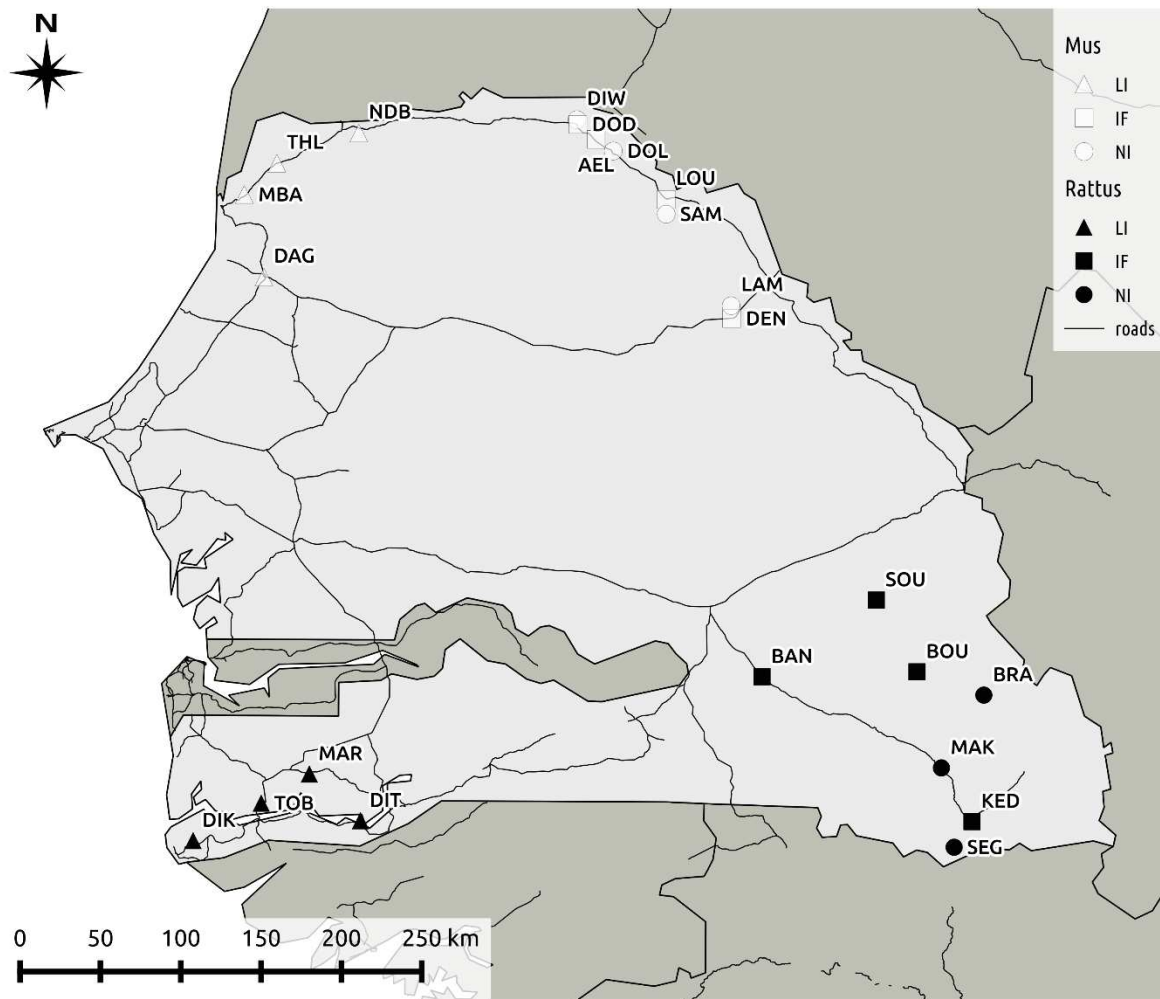 N
Mus
LI
IF
NI
Rattus
LI
IF
NI
roads
DIW
NDB
DOD
THL
DOL
AEL
LOU
MBA
SAM
DAG
LAM
DEN
SOU
BAN
BOU
BRA
MAR
MAK
TOB
DIT
DIK
KED
SEG
0 50 100 150 200 250 km